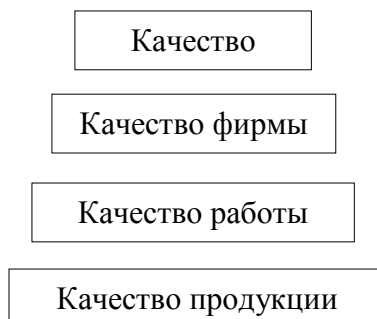 Качество
Качество фирмы
Качество работы
Качество продукции